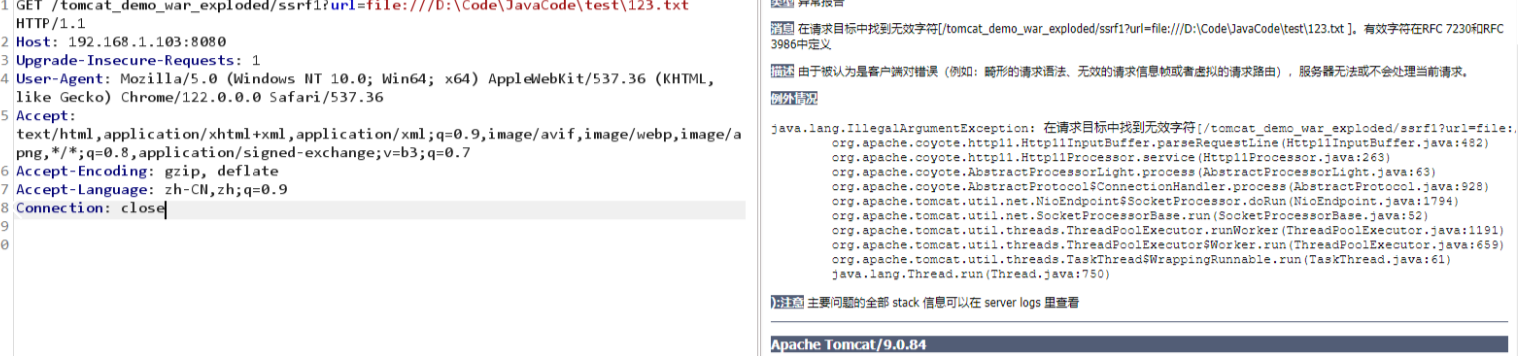 1 GET /tomcat_demo_war_exploded/ssrf1?url=file:///D:\Code\JavaCode\test\123.txt
HTTP/1.1
2 Host: 192.168.1.103:8080
3 Upgrade-Insecure-Requests: 1
4 User-Agent: Mozilla/5.0 (Windows NT 10.0; Win64; x64) AppleWebKit/537.36 (KHTML,
like Gecko) Chrome/122.0.0.0 Safari/537.36
5 Accept:
text/html,application/xhtml+xml,application/xml;q=0.9,image/avif,image/webp,image/a
png,*/*;q=0.8,application/signed-exchange;v=b3;q=0.7
6 Accept-Encoding: gzip, deflate
7 Accept-Language: zh-CN,zh;q=0.9
8 Connection: close
9
0
类型 异常报告
消息 在请求目标中找到无效字符[/tomcat_demo_war_exploded/ssrf1?url=file:///D:\Code\JavaCode\test\123.txt ]。有效字符在RFC 7230和RFC
3986中定义
描述 由于被认为是客户端对错误（例如：畸形的请求语法、无效的请求信息帧或者虚拟的请求路由），服务器无法或不会处理当前请求。
例外情况
java.lang.IllegalArgumentException: 在请求目标中找到无效字符[/tomcat_demo_war_exploded/ssrf1?url=file:/
org.apache.coyote.http11.Http11InputBuffer.parseRequestLine(Http11InputBuffer.java:482)
org.apache.coyote.http11.Http11Processor.service(Http11Processor.java:263)
org.apache.coyote.AbstractProcessorLight.process(AbstractProcessorLight.java:63)
org.apache.coyote.AbstractProtocol$ConnectionHandler.process(AbstractProtocol.java:928)
org.apache.tomcat.util.net.NioEndpoint$SocketProcessor.doRun(NioEndpoint.java:1794)
org.apache.tomcat.util.net.SocketProcessorBase.run(SocketProcessorBase.java:52)
org.apache.tomcat.util.threads.ThreadPoolExecutor.runWorker(ThreadPoolExecutor.java:1191)
org.apache.tomcat.util.threads.ThreadPoolExecutor$Worker.run(ThreadPoolExecutor.java:659)
org.apache.tomcat.util.threads.TaskThread$WrappingRunnable.run(TaskThread.java:61)
java.lang.Thread.run(Thread.java:750)
):注意 主要问题的全部 stack 信息可以在 server logs 里查看
Apache Tomcat/9.0.84